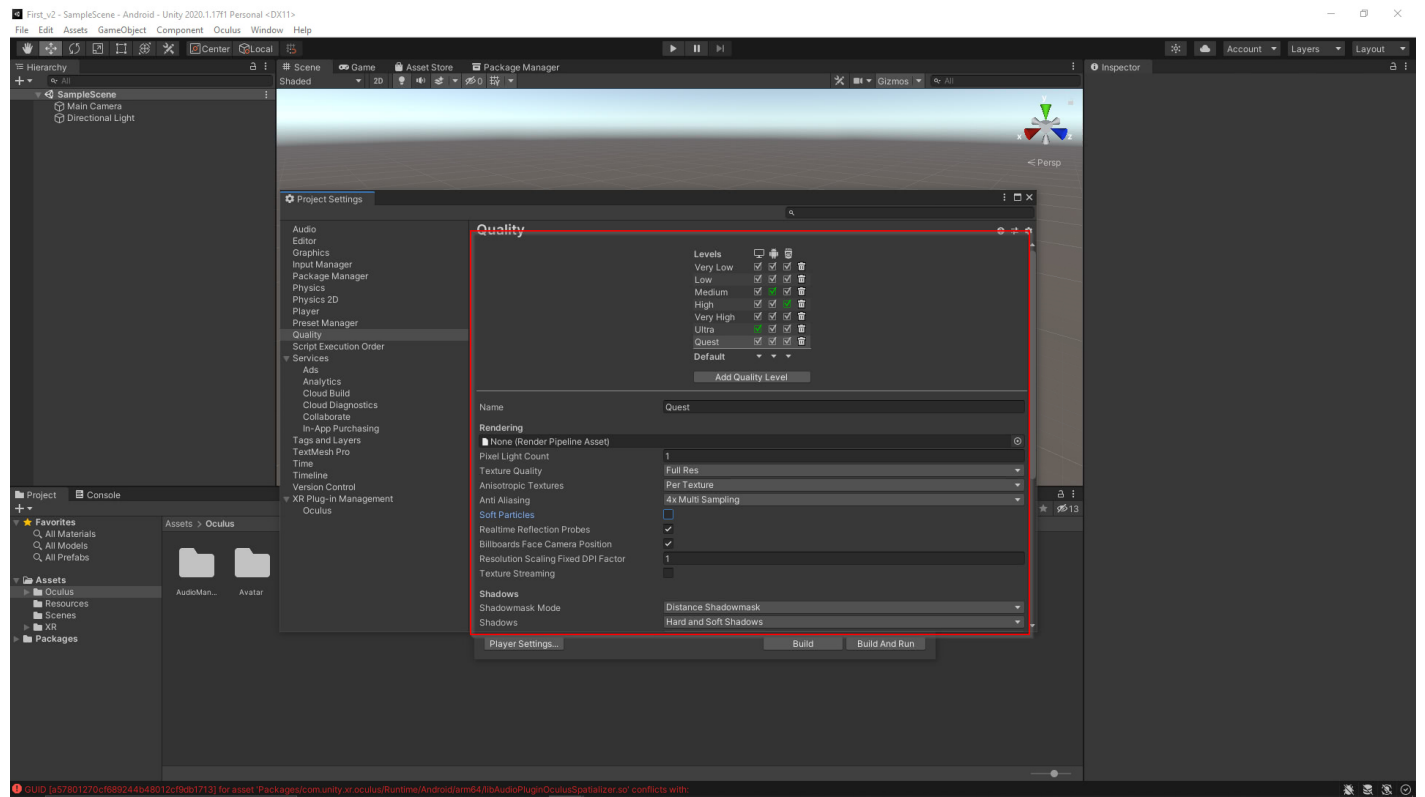 First_v2 - SampleScene - Android - Unity 2020.1.17f1 Personal <DX11>
File Edit Assets GameObject Component Oculus Window Help
Center Local Account Layers Layout
Hierarchy # Scene Game Asset Store Package Manager Inspector
All Shaded 2D 0 Gizmos All
SampleScene
Main Camera
Directional Light
Y
x z
Persp
Project Settings
Audio
Editor
Graphics
Input Manager
Package Manager
Physics
Physics 2D
Player
Preset Manager
Quality
Script Execution Order
Services
Ads
Analytics
Cloud Build
Cloud Diagnostics
Collaborate
In-App Purchasing
Tags and Layers
TextMesh Pro
Time
Timeline
Version Control
XR Plug-in Management
Oculus
Quality
Levels
Very Low
Low
Medium
High
Very High
Ultra
Quest
Default
Add Quality Level
Name Quest
Rendering
None (Render Pipeline Asset)
Pixel Light Count 1
Texture Quality Full Res
Anisotropic Textures Per Texture
Anti Aliasing 4x Multi Sampling
Soft Particles
Realtime Reflection Probes
Billboards Face Camera Position
Resolution Scaling Fixed DPI Factor 1
Texture Streaming
Shadows
Shadowmask Mode Distance Shadowmask
Shadows Hard and Soft Shadows
Player Settings... Build Build And Run
Project Console
13
Favorites
All Materials
All Models
All Prefabs
Assets
Oculus
Resources
Scenes
XR
Packages
Assets > Oculus
AudioMan... Avatar
GUID [a57801270cf689244b48012cf9db1713] for asset 'Packages/com.unity.xr.oculus/Runtime/Android/arm64/libAudioPluginOculusSpatializer.so' conflicts with: